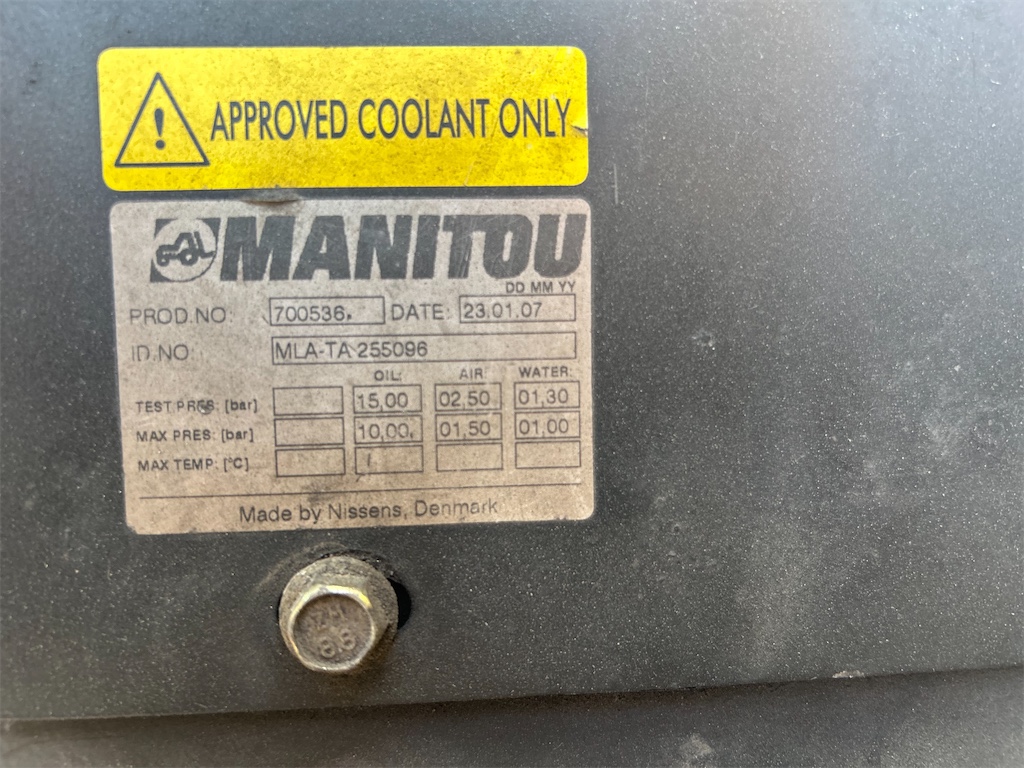 APPROVED COOLANT ONLY
MANITOU
DD MM YY
PROD.NO: 700536. DATE: 23.01.07
ID.NO: MLA-TA 255096
OIL: AIR: WATER:
TEST PRES: [bar] 15,00 02,50 01,30
MAX PRES: [bar] 10,00, 01,50 01,00
MAX TEMP: [°C]
Made by Nissens, Denmark
8.8